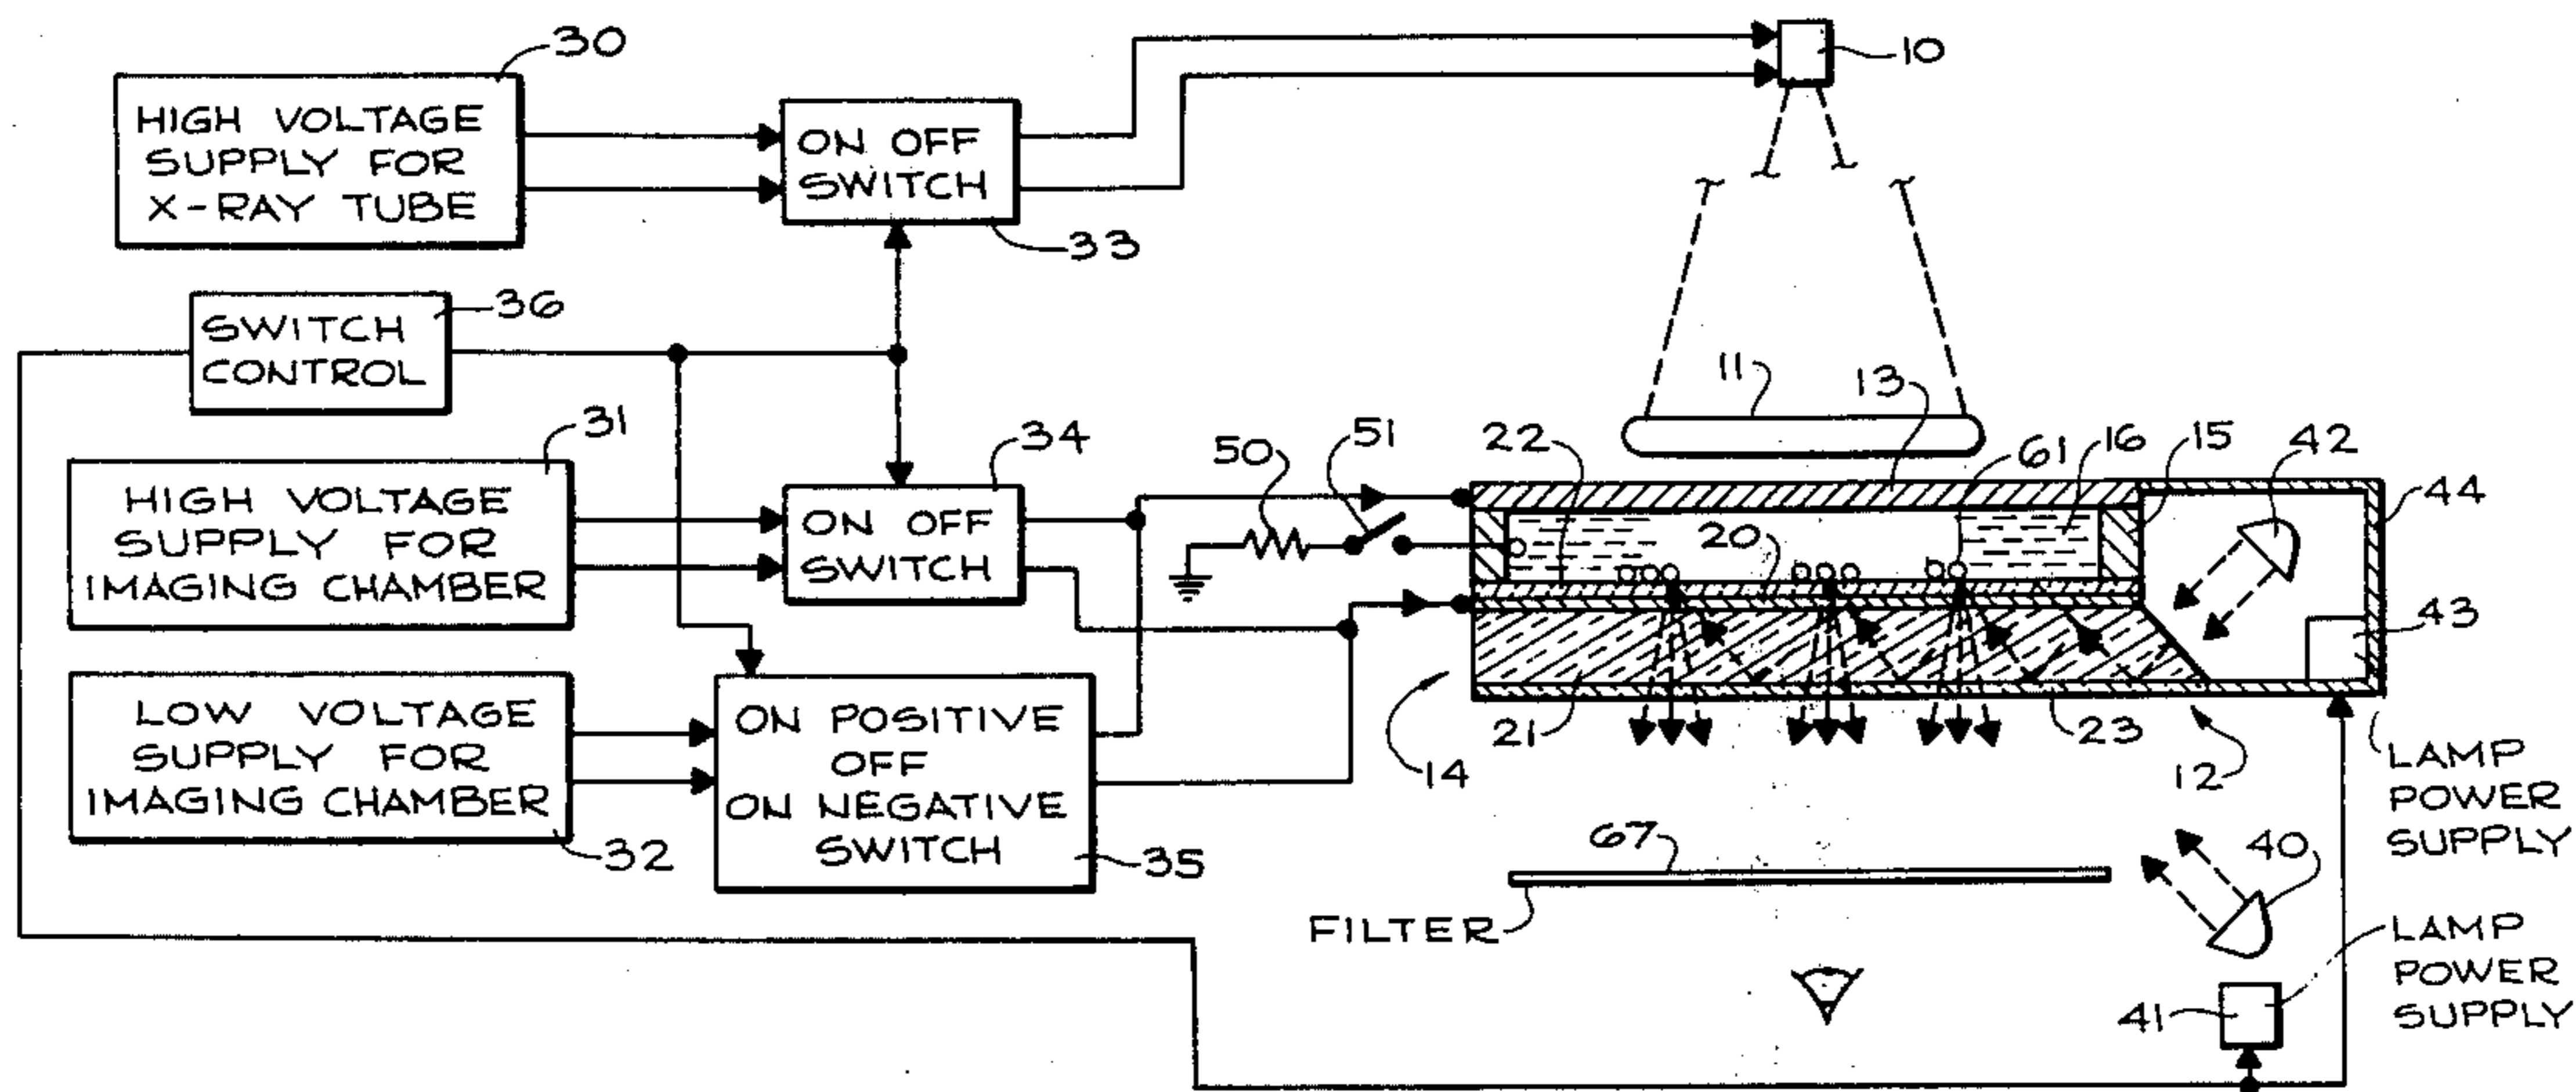 30
10
HIGH VOLTAGE
SUPPLY FOR
X-RAY TUBE
ON OFF
SWITCH
33
36
SWITCH
CONTROL
11
13
31
34
50
51
22
61
16
15
42
44
HIGH VOLTAGE
SUPPLY FOR
IMAGING CHAMBER
ON OFF
SWITCH
20
43
LOW VOLTAGE
SUPPLY FOR
IMAGING CHAMBER
32
ON POSITIVE
OFF
ON NEGATIVE
SWITCH
35
14
21
23
12
LAMP
POWER
SUPPLY
67
FILTER
40
LAMP
POWER
SUPPLY
41